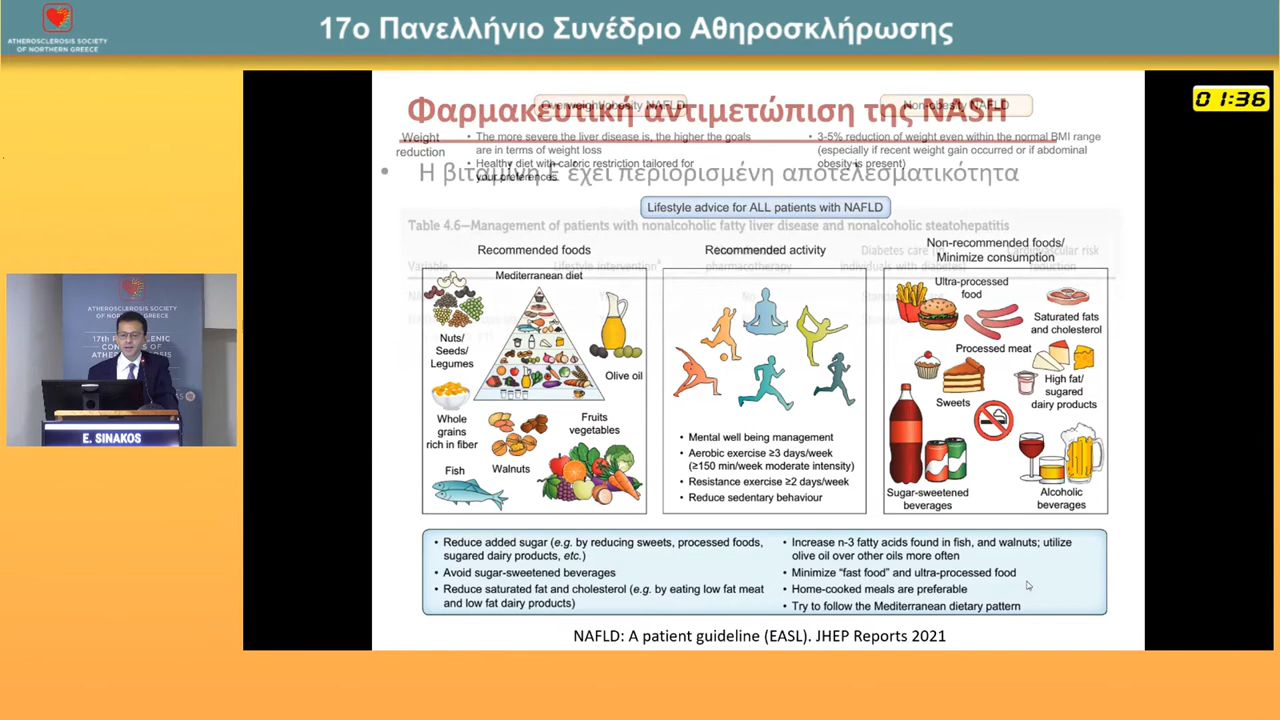 17ο Πανελλήνιο Συνέδριο Αθηροσκλήρωσης
ATHEROSCLEROSIS SOCIETY
OF NORTHERN GREECE
01:36
Φαρμακευτική αντιμετώπιση της NASH
Overweight/obesity NAFLD
Non-obesity NAFLD
Weight
reduction
• The more severe the liver disease is, the higher the goals
are in terms of weight loss
• Healthy diet with caloric restriction tailored for
your preferences
• 3-5% reduction of weight even within the normal BMI range
(especially if recent weight gain occurred or if abdominal
obesity is present)
• Η βιταμίνη Ε έχει περιορισμένη αποτελεσματικότητα
Lifestyle advice for ALL patients with NAFLD
Table 4.6—Management of patients with nonalcoholic fatty liver disease and nonalcoholic steatohepatitis
Variable
Lifestyle intervention
pharmacotherapy
Diabetes care in
individuals with diabetes
Cardiovascular risk
reduction
Recommended foods
Mediterranean diet
Nuts/
Seeds/
Legumes
Olive oil
Whole
grains
rich in fiber
Fruits
vegetables
Fish
Walnuts
Recommended activity
• Mental well being management
• Aerobic exercise ≥3 days/week
(≥150 min/week moderate intensity)
• Resistance exercise ≥2 days/week
• Reduce sedentary behaviour
Non-recommended foods/
Minimize consumption
Ultra-processed
food
Saturated fats
and cholesterol
Processed meat
Sweets
High fat/
sugared
dairy products
Sugar-sweetened
beverages
Alcoholic
beverages
• Reduce added sugar (e.g. by reducing sweets, processed foods,
sugared dairy products, etc.)
• Avoid sugar-sweetened beverages
• Reduce saturated fat and cholesterol (e.g. by eating low fat meat
and low fat dairy products)
• Increase n-3 fatty acids found in fish, and walnuts; utilize
olive oil over other oils more often
• Minimize “fast food” and ultra-processed food
• Home-cooked meals are preferable
• Try to follow the Mediterranean dietary pattern
NAFLD: A patient guideline (EASL). JHEP Reports 2021
ATHEROSCLEROSIS SOCIETY
OF NORTHERN GREECE
E. SINAKOS